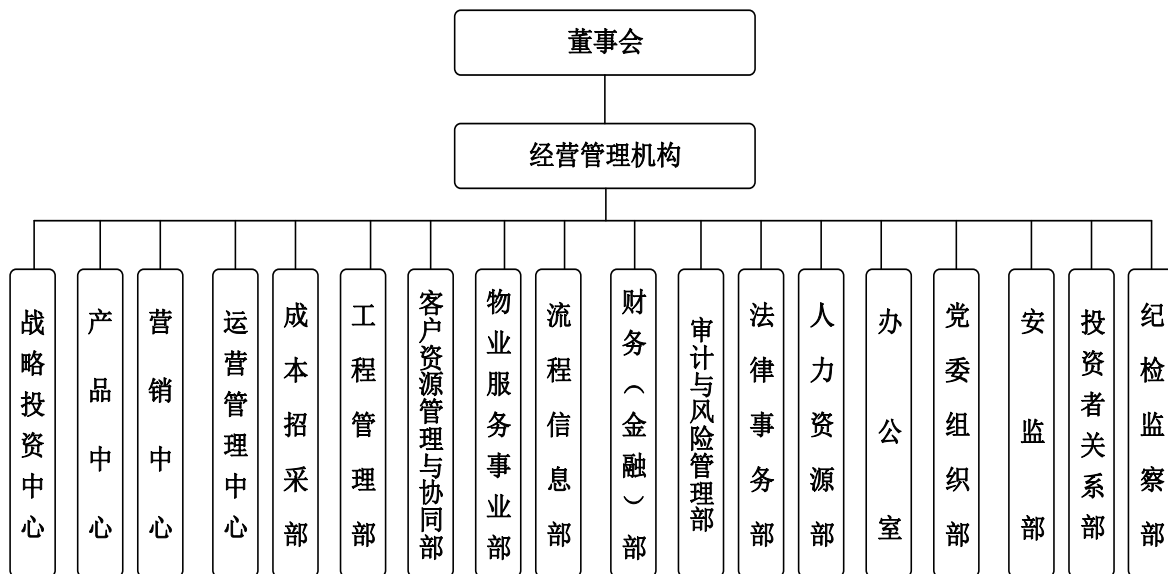 董事会
经营管理机构
战略投资中心
产品中心
营销中心
运营管理中心
成本招采部
工程管理部
客户资源管理与协同部
物业服务事业部
流程信息部
财务（金融）部
审计与风险管理部
法律事务部
人力资源部
办公室
党委组织部
安监部
投资者关系部
纪检监察部